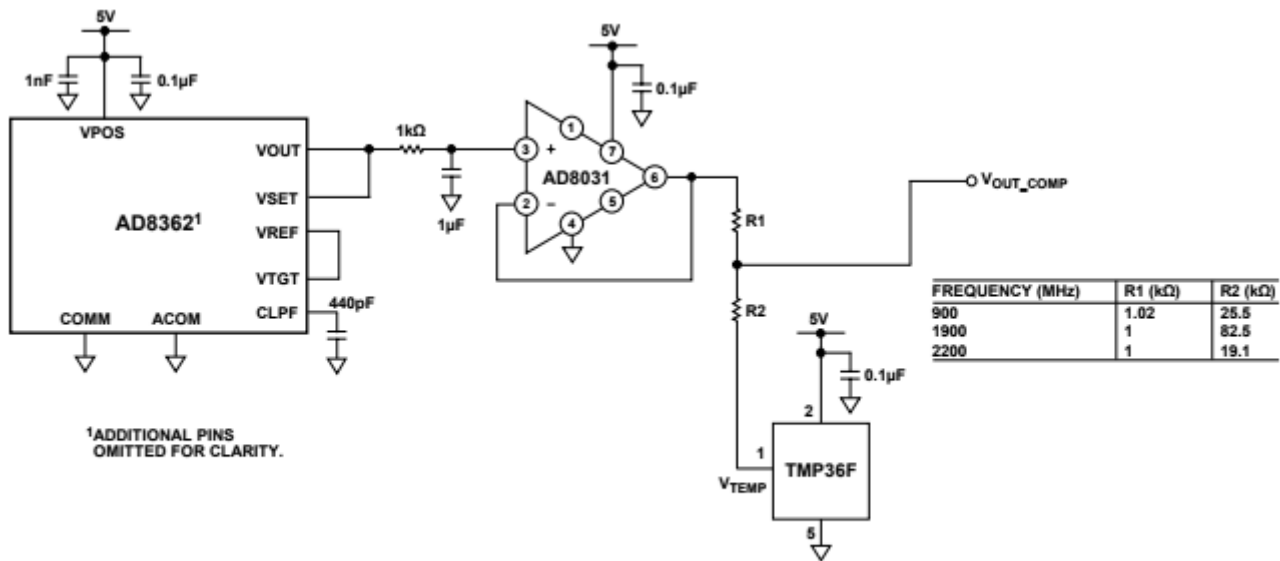 5V
1nF
0.1µF
VPOS
VOUT
VSET
AD8362¹
VREF
VTGT
CLPF
COMM
ACOM
440pF
¹ADDITIONAL PINS
OMITTED FOR CLARITY.
1kΩ
1µF
5V
0.1µF
3
+
1
7
AD8031
6
2
–
5
4
R1
V_OUT_COMP
R2
FREQUENCY (MHz) R1 (kΩ) R2 (kΩ)
900 1.02 25.5
1900 1 82.5
2200 1 19.1
5V
0.1µF
2
1
TMP36F
V_TEMP
5